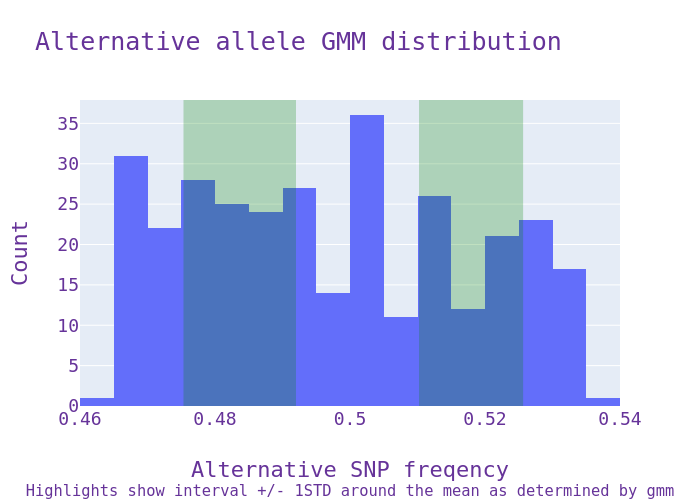 Alternative allele GMM distribution
Count
35
30
25
20
15
10
5
0
0.46 0.48 0.5 0.52 0.54
Alternative SNP freqency
Highlights show interval +/- 1STD around the mean as determined by gmm